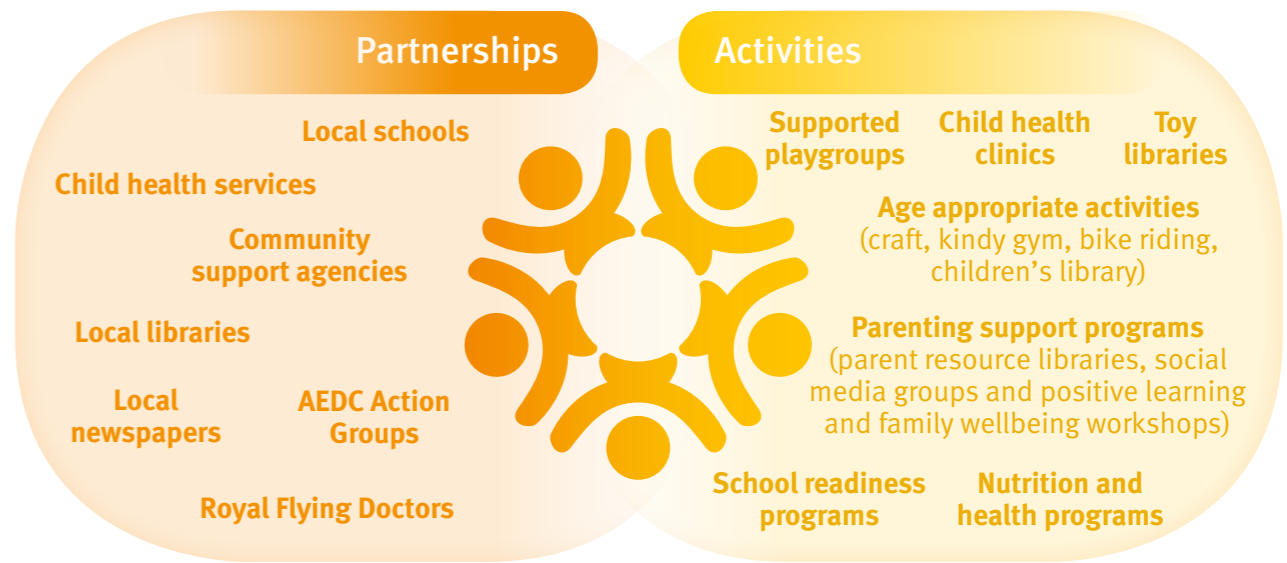 Partnerships
Local schools
Child health services
Community
support agencies
Local libraries
Local
newspapers
AEDC Action
Groups
Royal Flying Doctors
Activities
Supported
playgroups
Child health
clinics
Toy
libraries
Age appropriate activities
(craft, kindy gym, bike riding,
children’s library)
Parenting support programs
(parent resource libraries, social
media groups and positive learning
and family wellbeing workshops)
School readiness
programs
Nutrition and
health programs